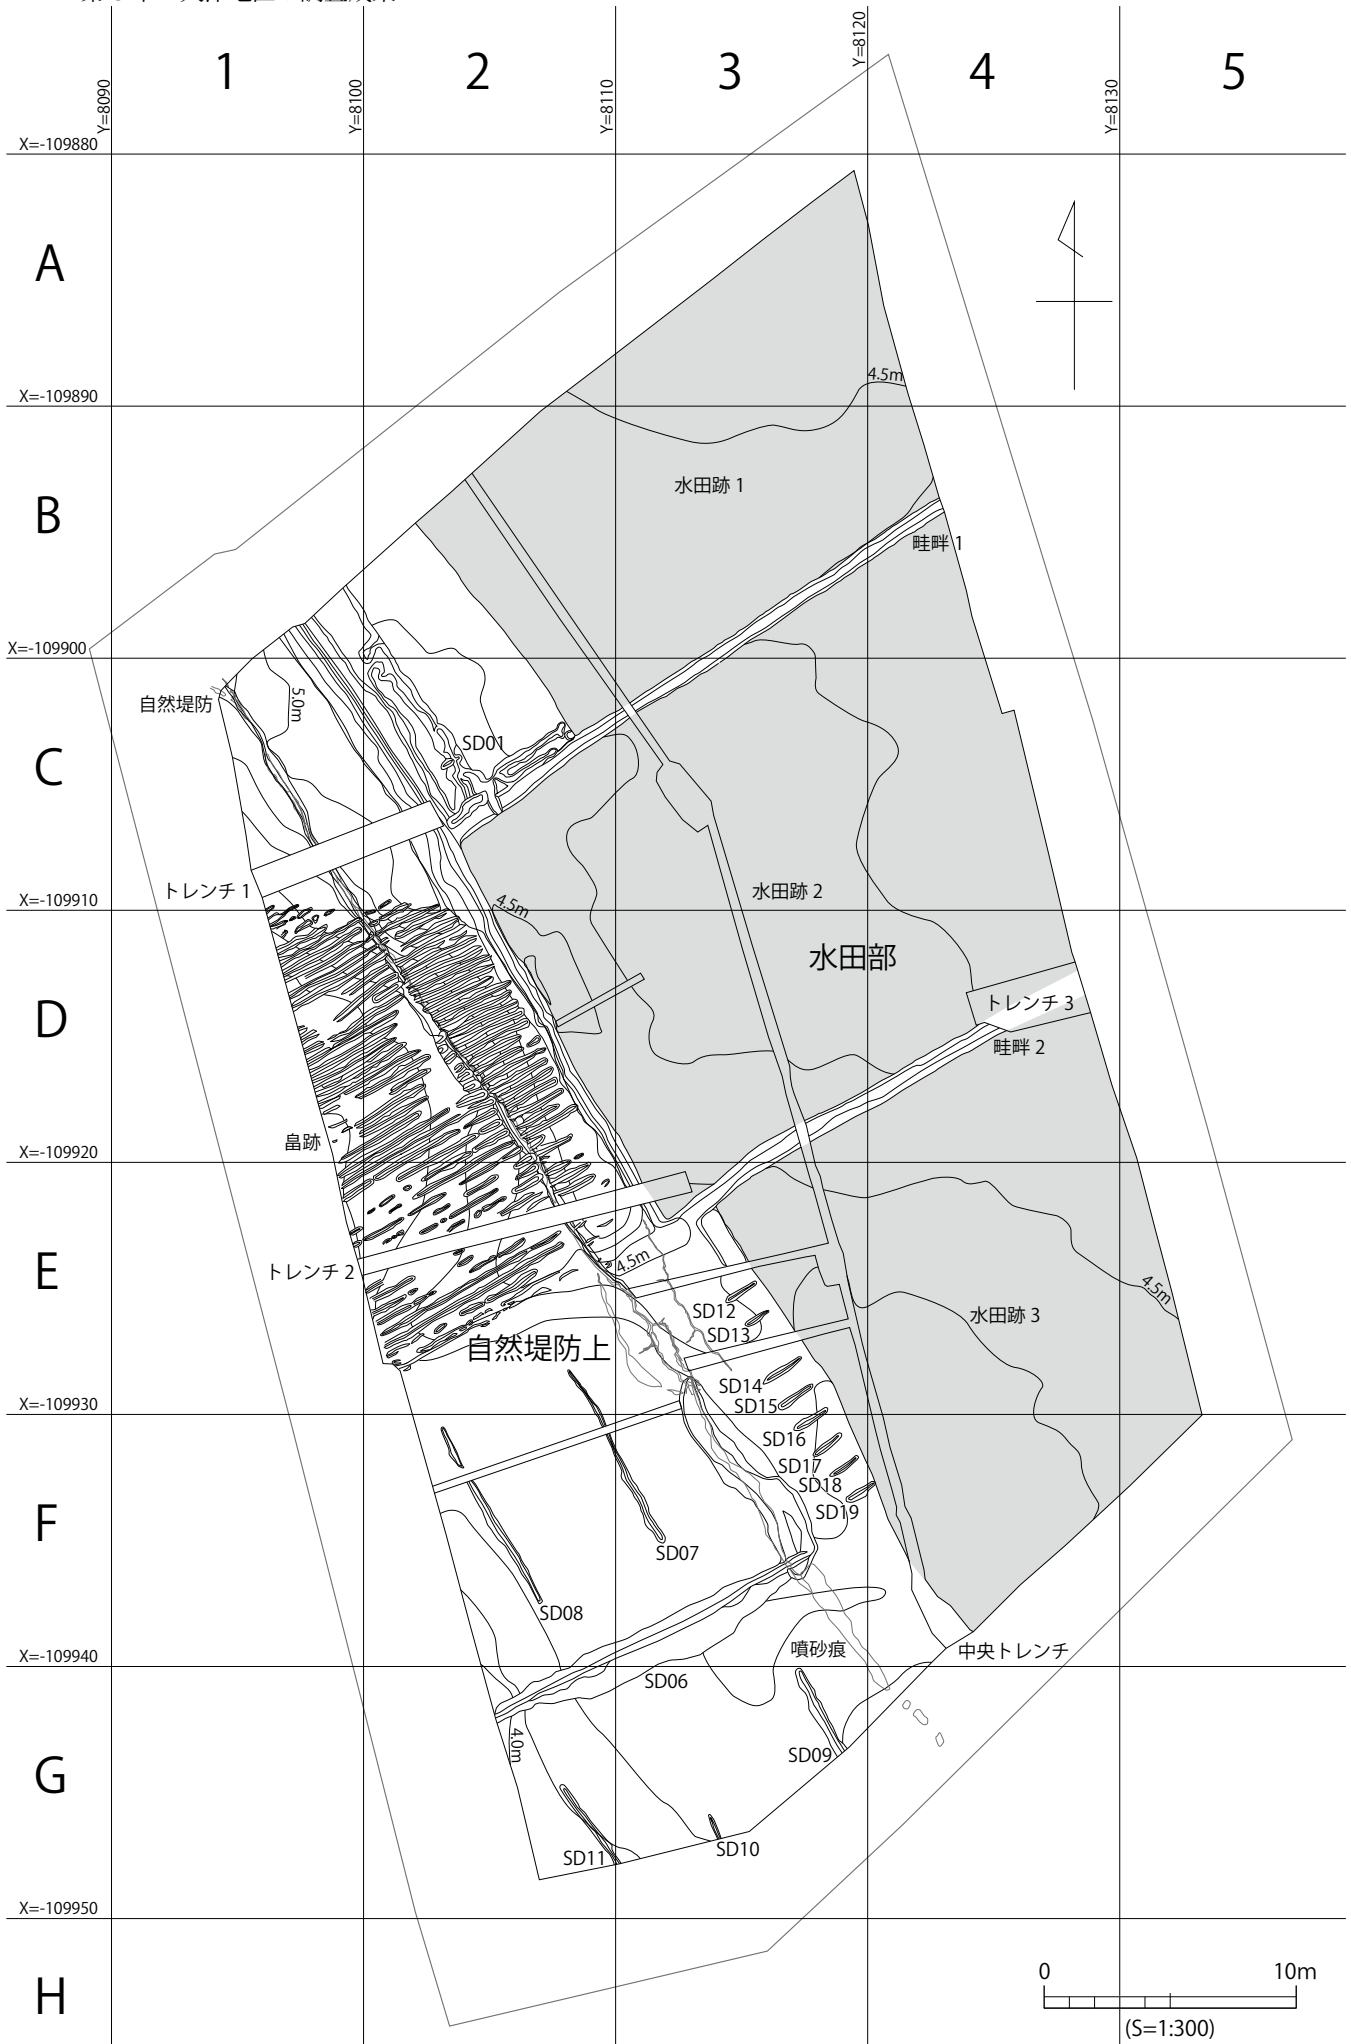 1
2
3
4
5
Y=8090
Y=8100
Y=8110
Y=8120
Y=8130
X=-109880
A
4.5m
X=-109890
水田跡 1
B
畦畔 1
X=-109900
自然堤防
5.0m
SD01
C
トレンチ 1
水田跡 2
X=-109910
4.5m
水田部
トレンチ 3
D
畦畔 2
畠跡
X=-109920
トレンチ 2
4.5m
E
4.5m
SD12
水田跡 3
SD13
自然堤防上
SD14
SD15
X=-109930
SD16
SD17
SD18
SD19
F
SD07
SD08
噴砂痕
中央トレンチ
X=-109940
SD06
4.0m
SD09
G
SD10
SD11
X=-109950
H
0
10m
(S=1:300)